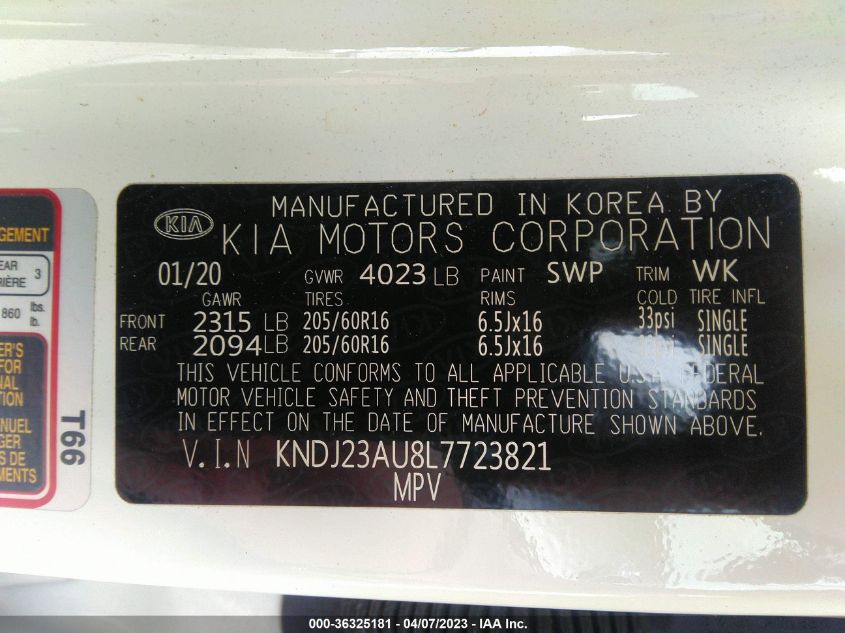 GEMENT
EAR
RIÈRE 3
860 lbs.
lb.
ER'S
FOR
NAL
TION
NUEL
GER
S DE
MENTS
T66
MANUFACTURED IN KOREA BY
KIA KIA MOTORS CORPORATION
01/20 GVWR 4023 LB PAINT SWP TRIM WK
GAWR TIRES RIMS COLD TIRE INFL
FRONT 2315 LB 205/60R16 6.5Jx16 33psi SINGLE
REAR 2094 LB 205/60R16 6.5Jx16 SINGLE
THIS VEHICLE CONFORMS TO ALL APPLICABLE U.S.A. FEDERAL
MOTOR VEHICLE SAFETY AND THEFT PREVENTION STANDARDS
IN EFFECT ON THE DATE OF MANUFACTURE SHOWN ABOVE.
V.I.N KNDJ23AU8L7723821
MPV
000-36325181 - 04/07/2023 - IAA Inc.